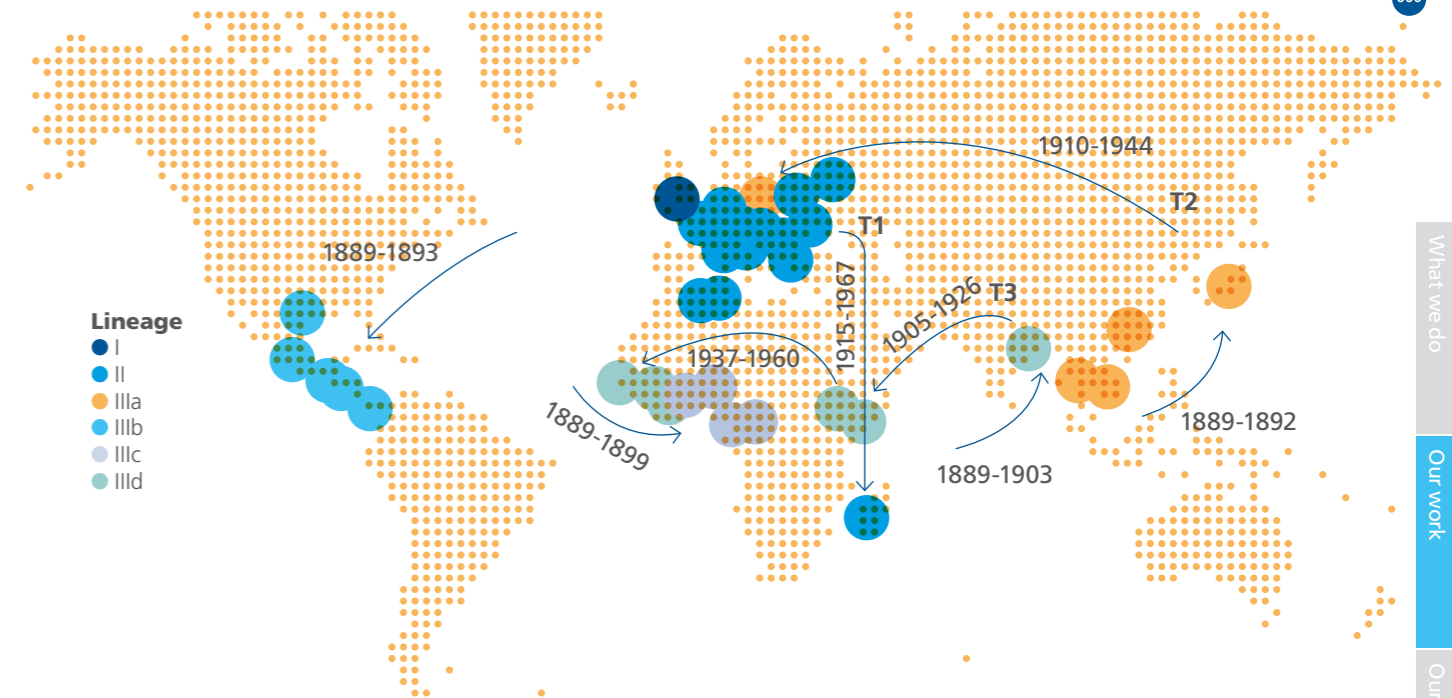 1910-1944
T2
T1
1889-1893
1915-1967
1905-1926
T3
Lineage
I
II
IIIa
IIIb
IIIc
IIId
1937-1960
1889-1899
1889-1892
1889-1903
What we do
Our work
Our